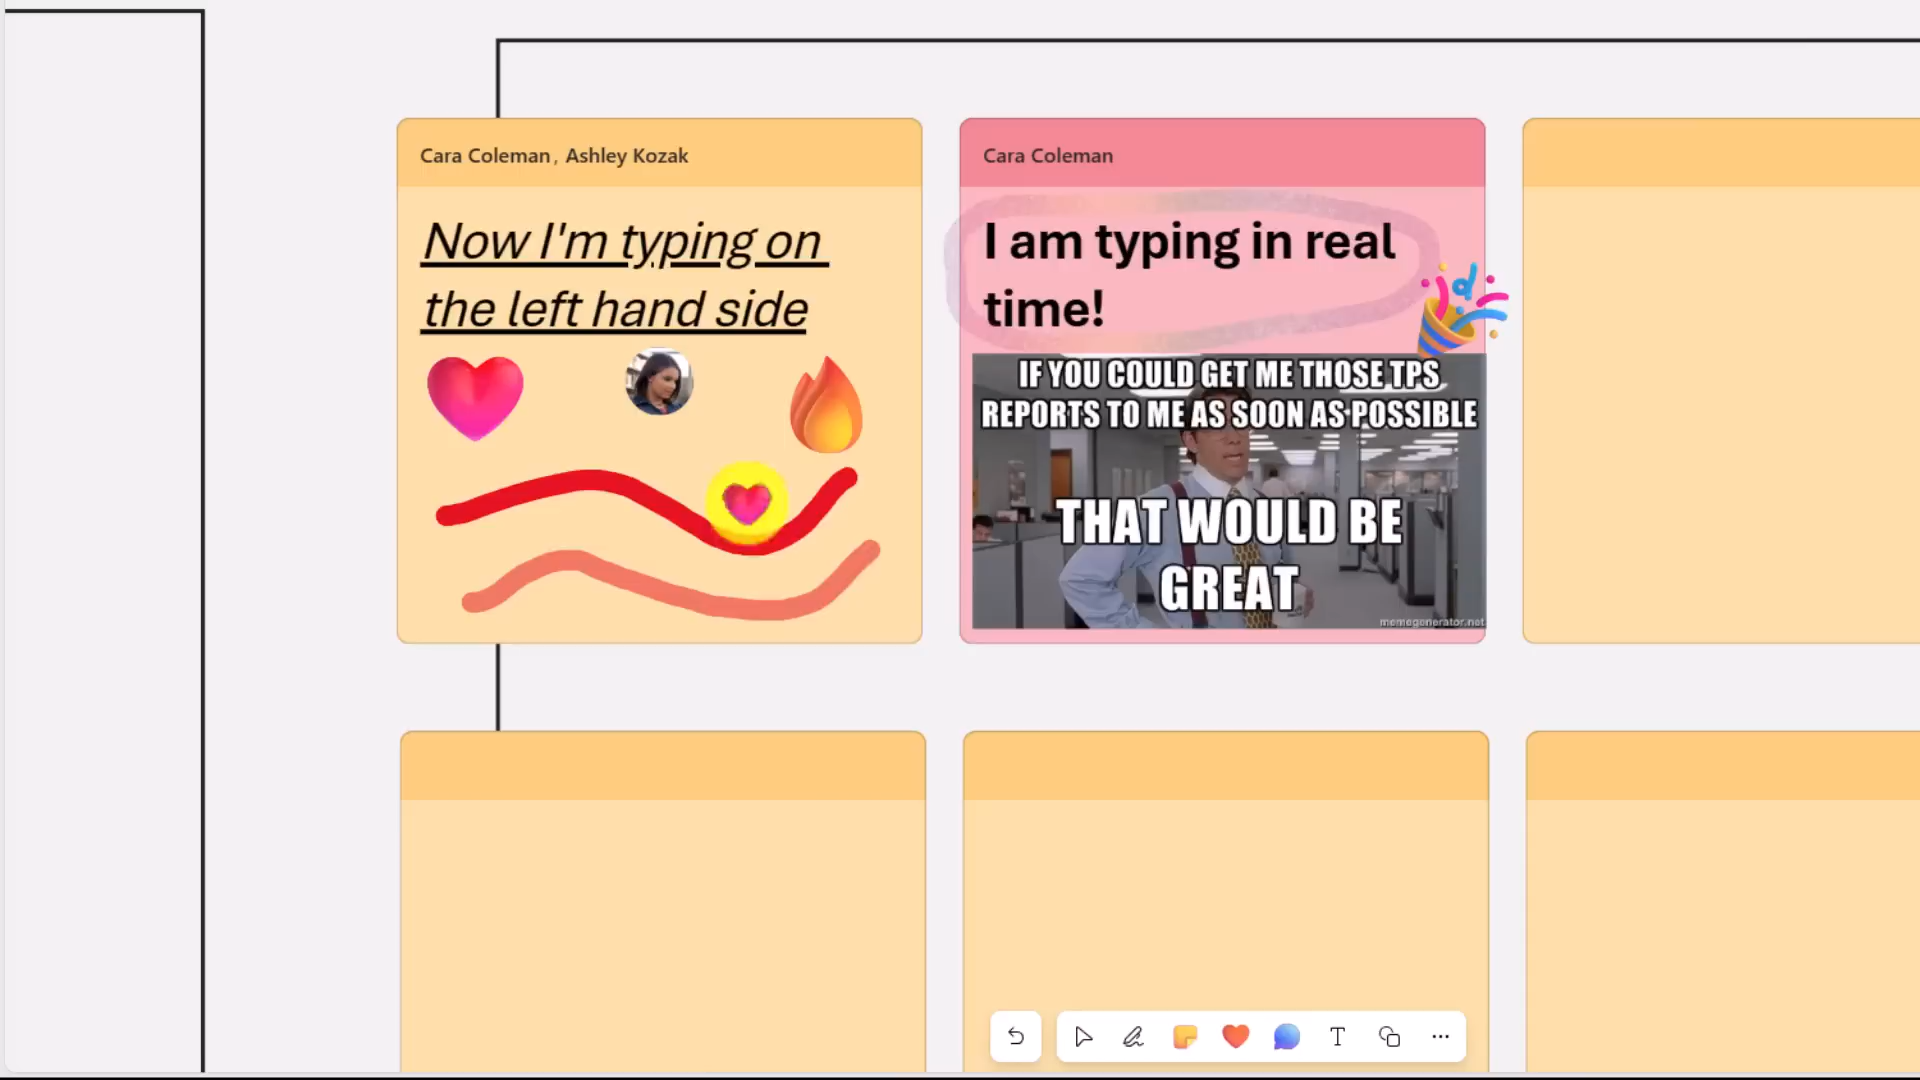 Cara Coleman, Ashley Kozak
Now I'm typing on
the left hand side
Cara Coleman
I am typing in real
time!
IF YOU COULD GET ME THOSE TPS
REPORTS TO ME AS SOON AS POSSIBLE
THAT WOULD BE
GREAT
memegenerator.net